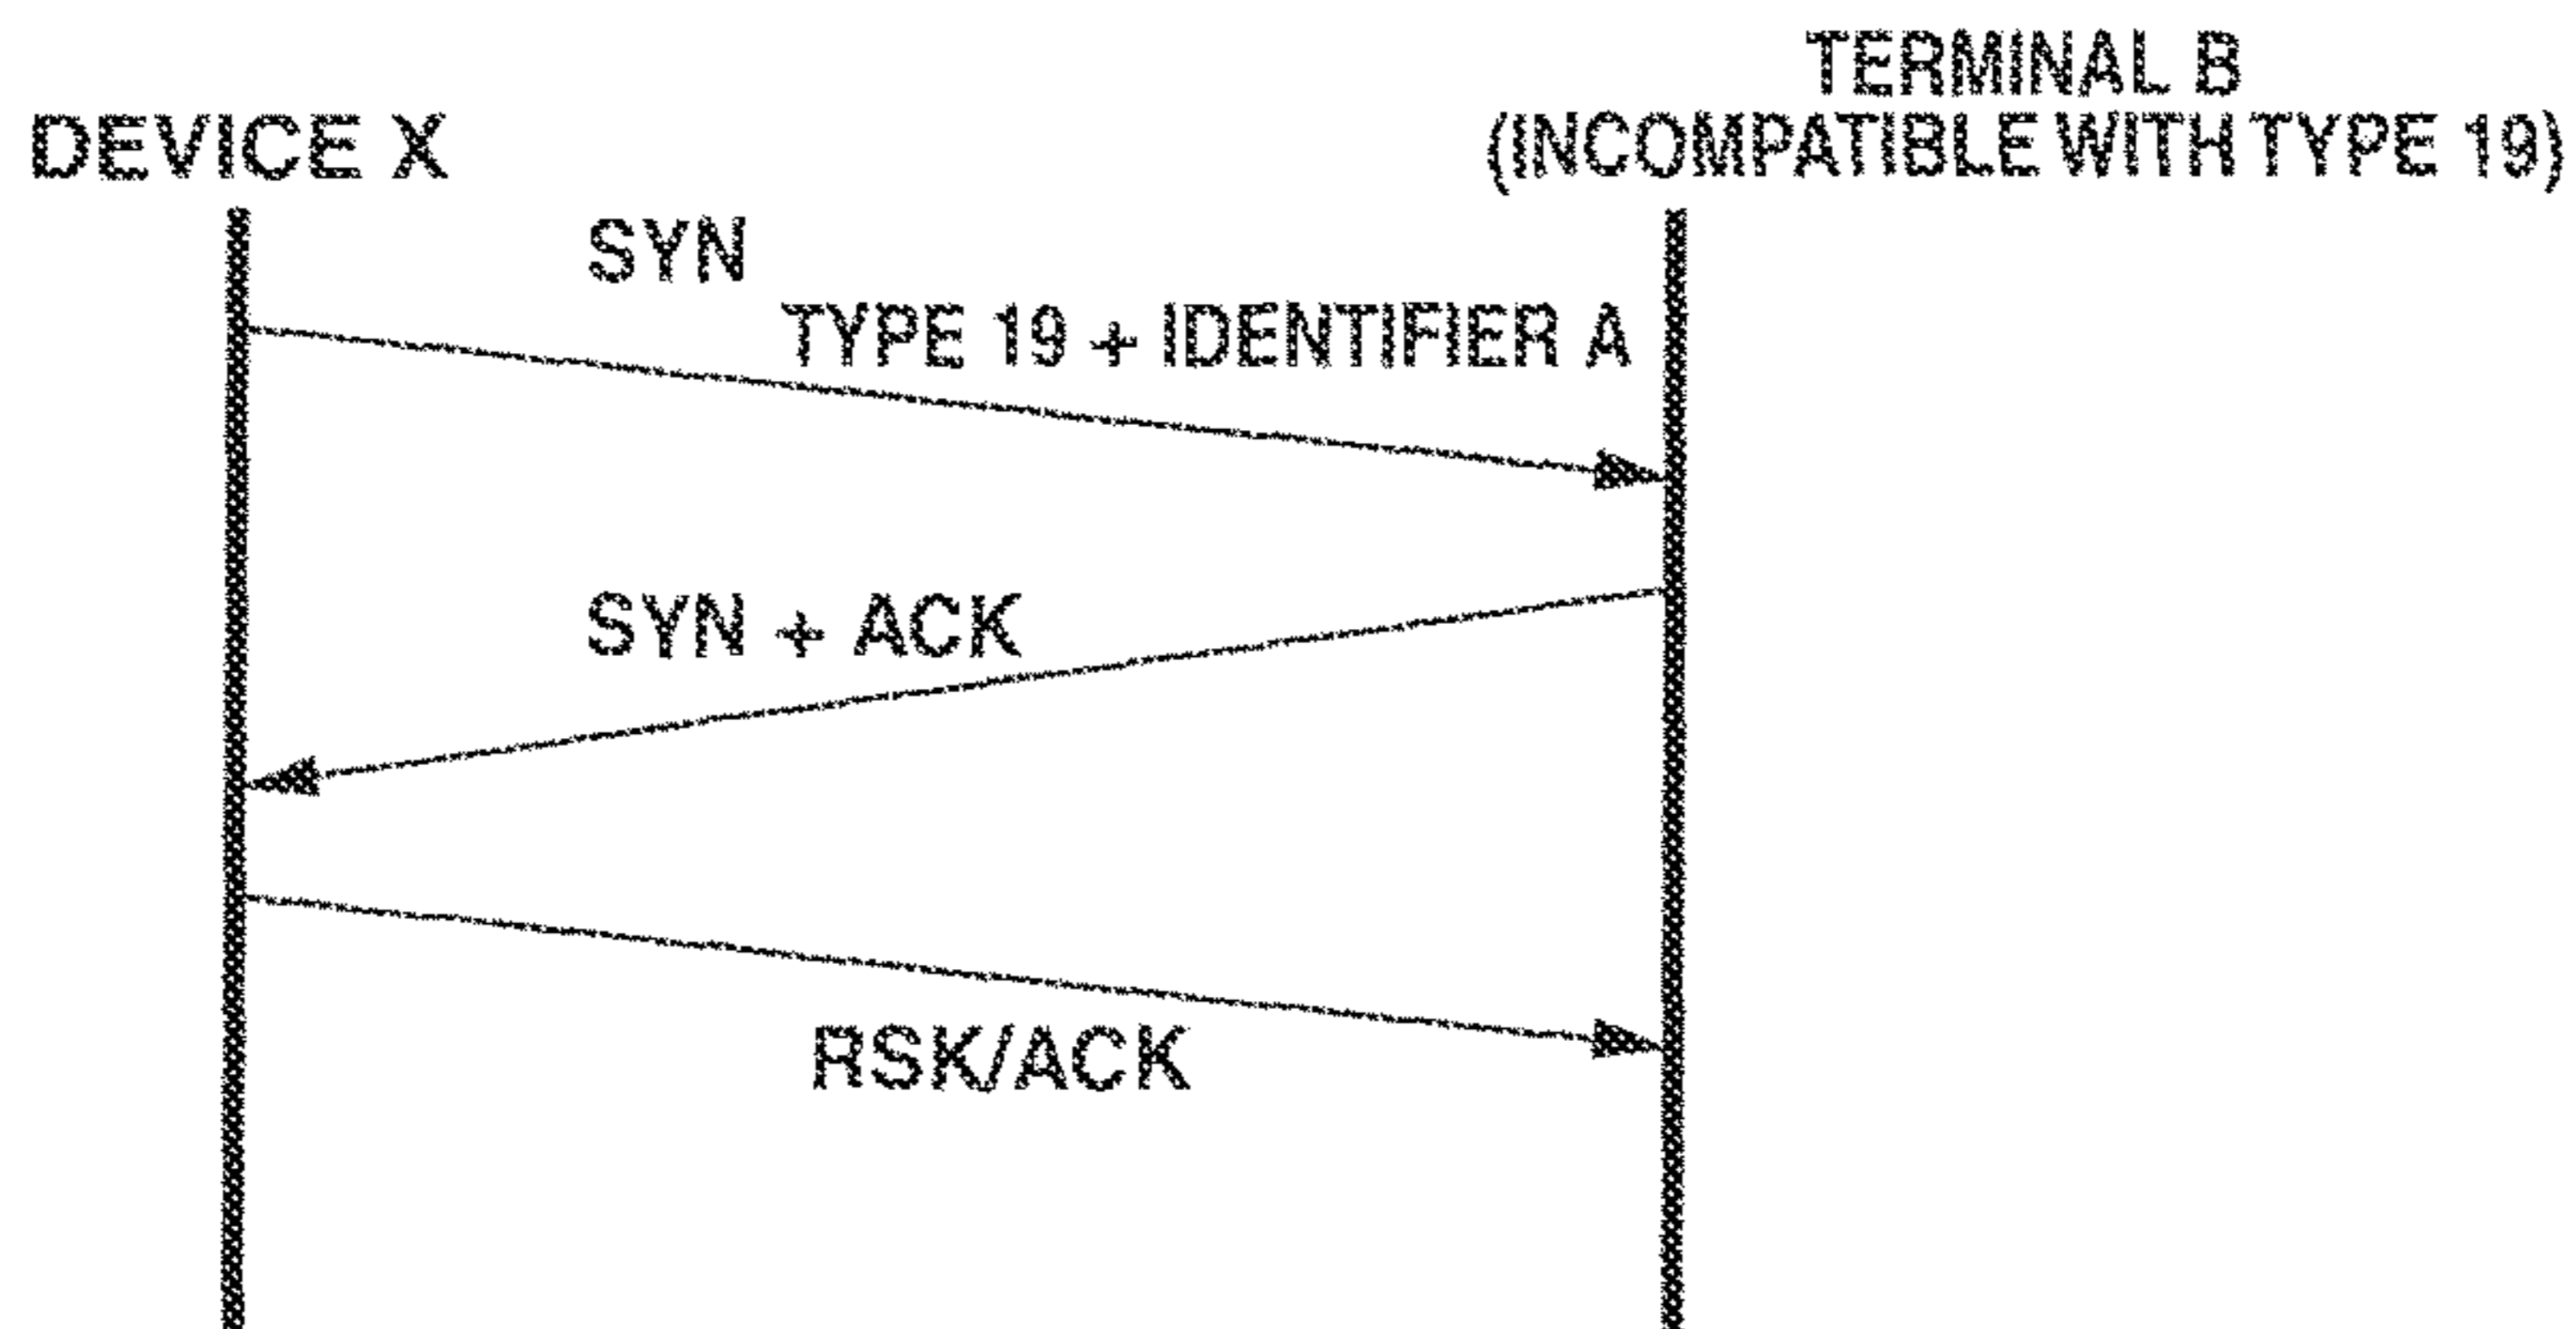 TERMINAL B
DEVICE X
(INCOMPATIBLE WITH TYPE 19)
SYN
TYPE 19 + IDENTIFIER A
SYN + ACK
RSK/ACK